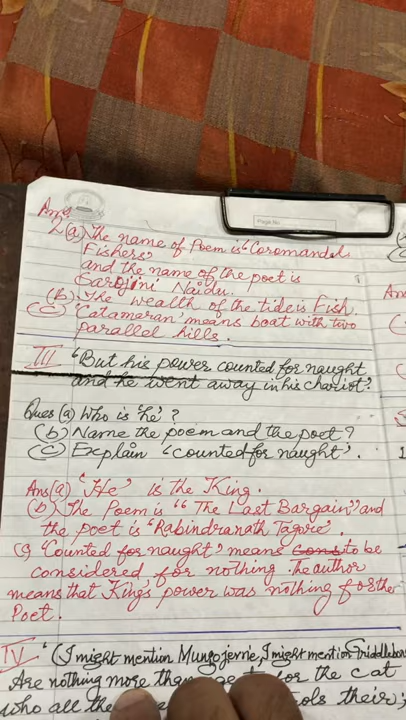 Ans
2(a) The name of Poem is "Coromandel
Fishers"
and the name of the poet is
Sarojini Naidu.
(b) The wealth of the tide is Fish.
(c) 'Catameran' means boat with two
parallel hills.
III "But his power counted for naught
and he went away in his chariot".
Ques (a) Who is 'he' ?
(b) Name the poem and the poet?
(c) Explain 'counted for naught'.
Ans (a) 'He' is the King.
(b) The Poem is "The Last Bargain" and
the poet is 'Rabindranath Tagore'.
(c) 'Counted for naught' means to be
considered for nothing. The author
means that King's power was nothing for the
Poet.
IV "(I might mention Mungojerrie, I might mention Griddlebone
Are nothing more than for the cat
who all the their;
Page No.
Ans